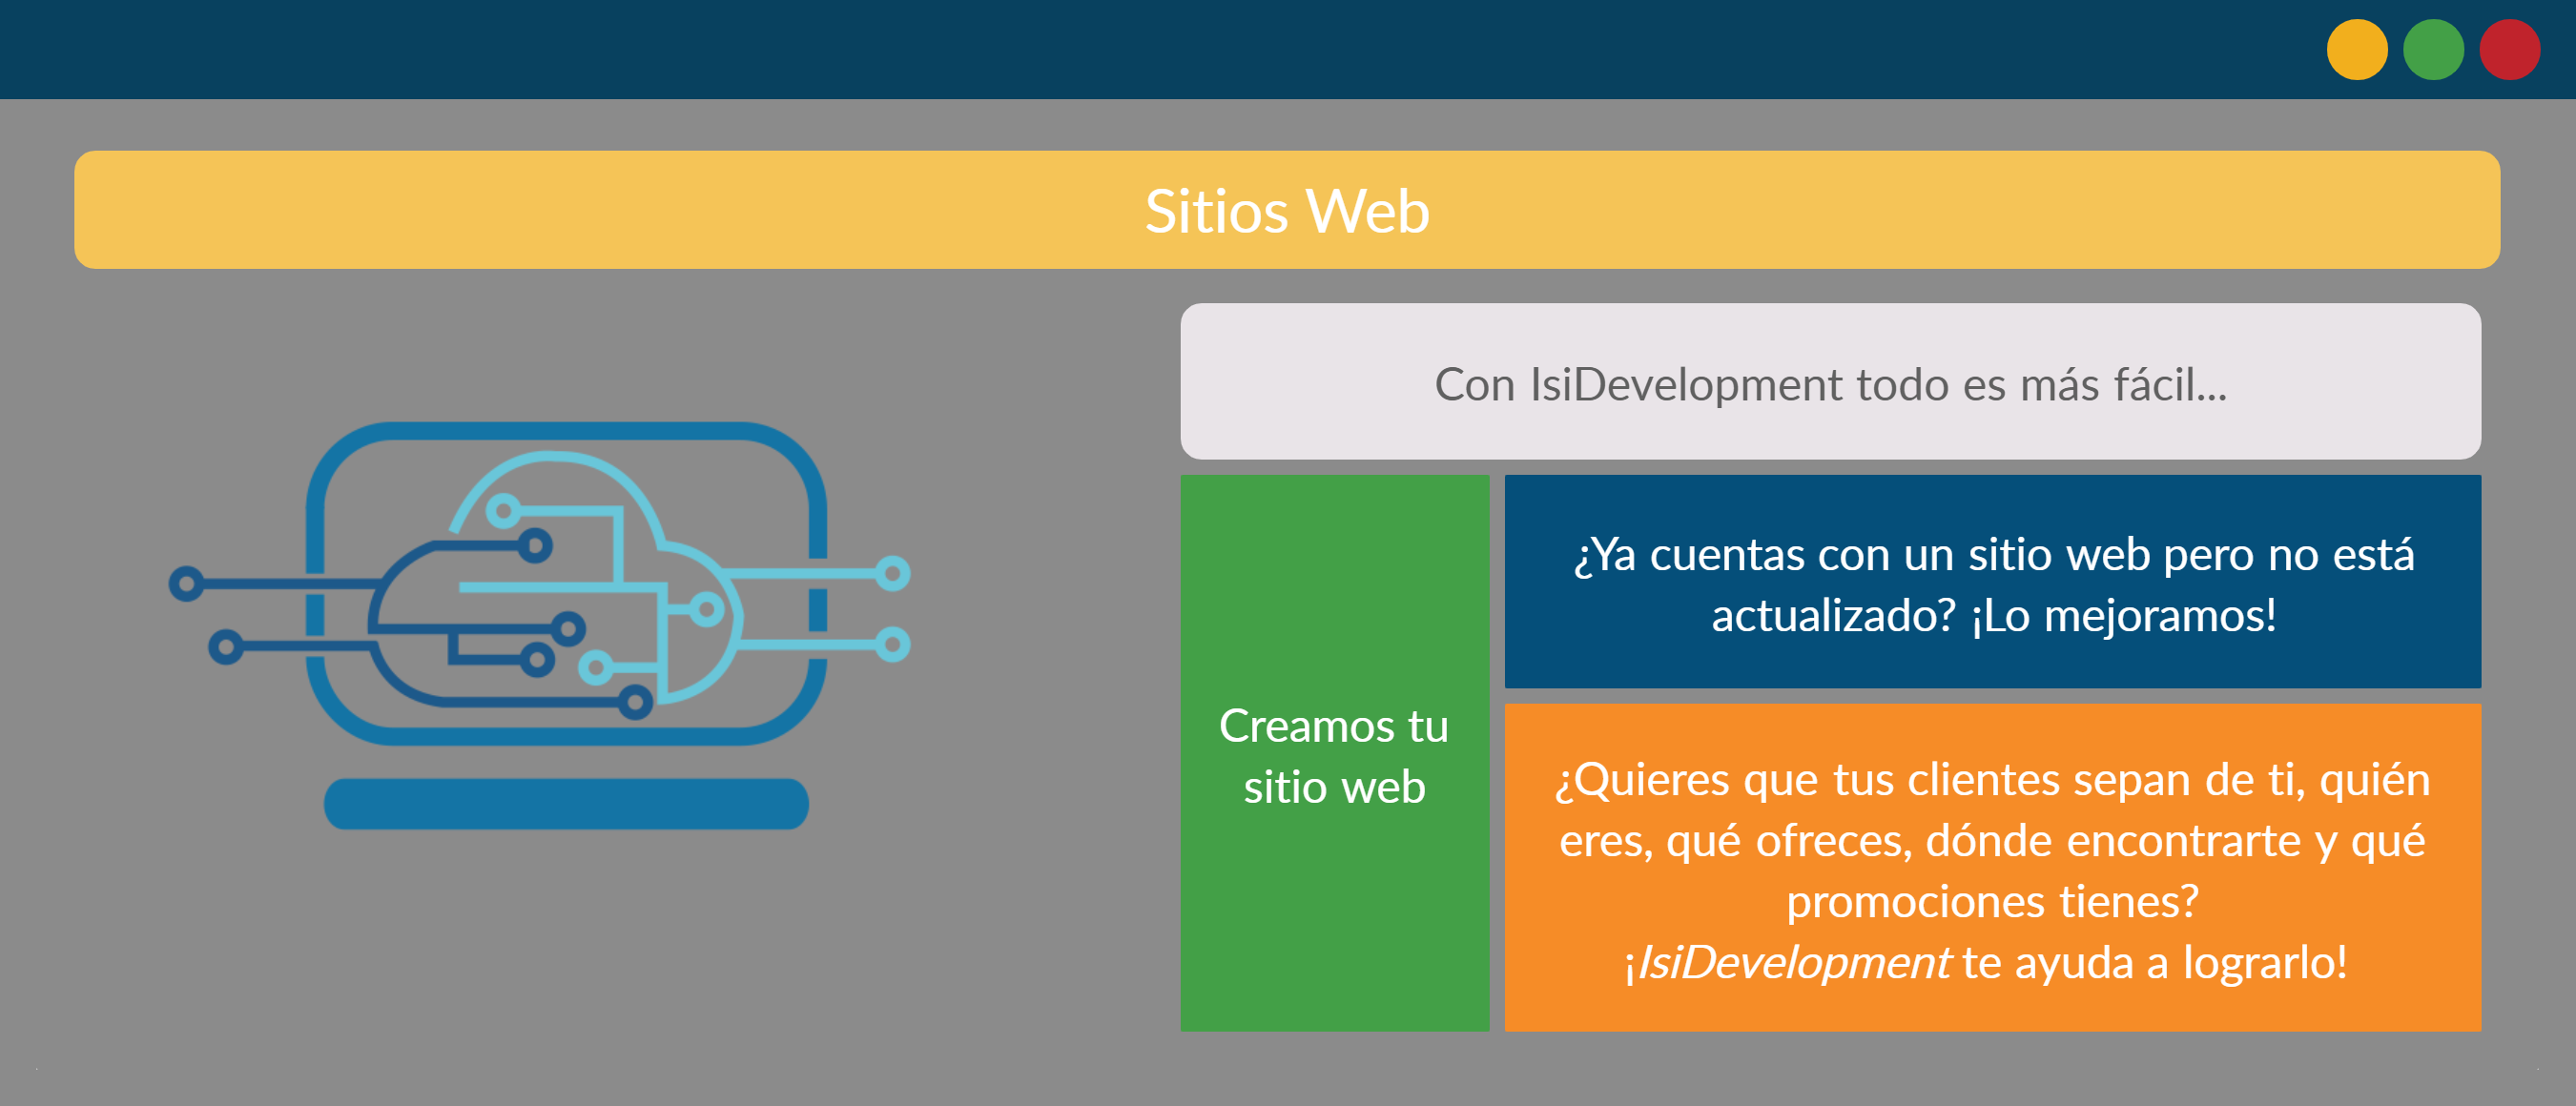 Sitios Web
Con IsiDevelopment todo es más fácil...
Creamos tu
sitio web
¿Ya cuentas con un sitio web pero no está
actualizado? ¡Lo mejoramos!
¿Quieres que tus clientes sepan de ti, quién
eres, qué ofreces, dónde encontrarte y qué
promociones tienes?
¡IsiDevelopment te ayuda a lograrlo!